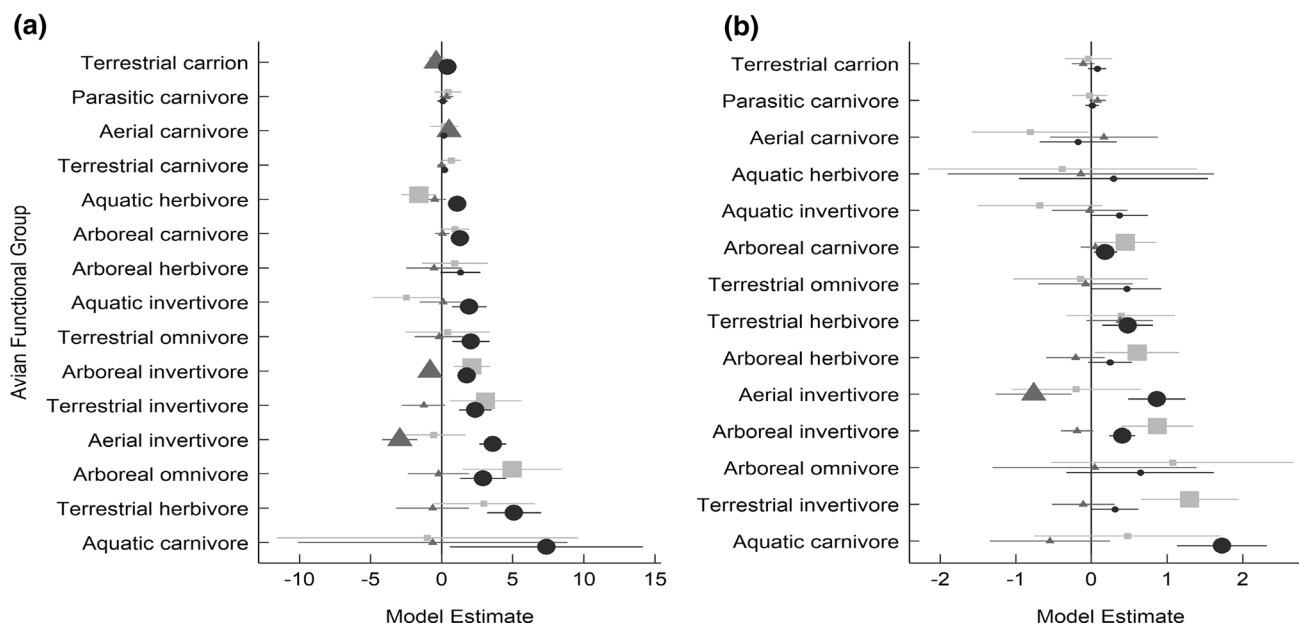 (a)
Avian Functional Group
Terrestrial carrion
Parasitic carnivore
Aerial carnivore
Terrestrial carnivore
Aquatic herbivore
Arboreal carnivore
Arboreal herbivore
Aquatic invertivore
Terrestrial omnivore
Arboreal invertivore
Terrestrial invertivore
Aerial invertivore
Arboreal omnivore
Terrestrial herbivore
Aquatic carnivore
-10 -5 0 5 10 15
Model Estimate
(b)
Terrestrial carrion
Parasitic carnivore
Aerial carnivore
Aquatic herbivore
Aquatic invertivore
Arboreal carnivore
Terrestrial omnivore
Terrestrial herbivore
Arboreal herbivore
Aerial invertivore
Arboreal invertivore
Arboreal omnivore
Terrestrial invertivore
Aquatic carnivore
-2 -1 0 1 2
Model Estimate